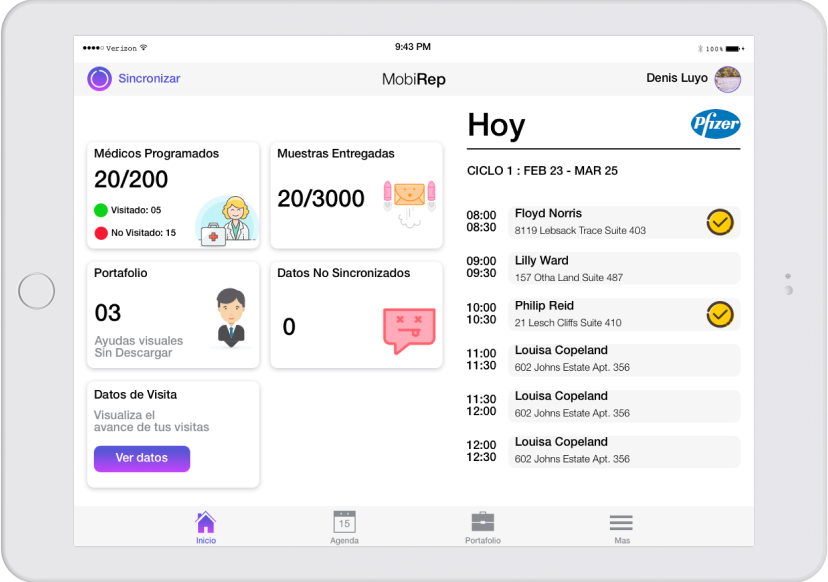 Verizon
9:43 PM
100%
Sincronizar
MobiRep
Denis Luyo
Médicos Programados
20/200
Visitado: 05
No Visitado: 15
Muestras Entregadas
20/3000
Portafolio
03
Ayudas visuales
Sin Descargar
Datos No Sincronizados
0
Datos de Visita
Visualiza el
avance de tus visitas
Ver datos
Hoy
Pfizer
CICLO 1 : FEB 23 - MAR 25
08:00
08:30
Floyd Norris
8119 Lebsack Trace Suite 403
09:00
09:30
Lilly Ward
157 Otha Land Suite 487
10:00
10:30
Philip Reid
21 Lesch Cliffs Suite 410
11:00
11:30
Louisa Copeland
602 Johns Estate Apt. 356
11:30
12:00
Louisa Copeland
602 Johns Estate Apt. 356
12:00
12:30
Louisa Copeland
602 Johns Estate Apt. 356
Inicio
15
Agenda
Portafolio
Mas